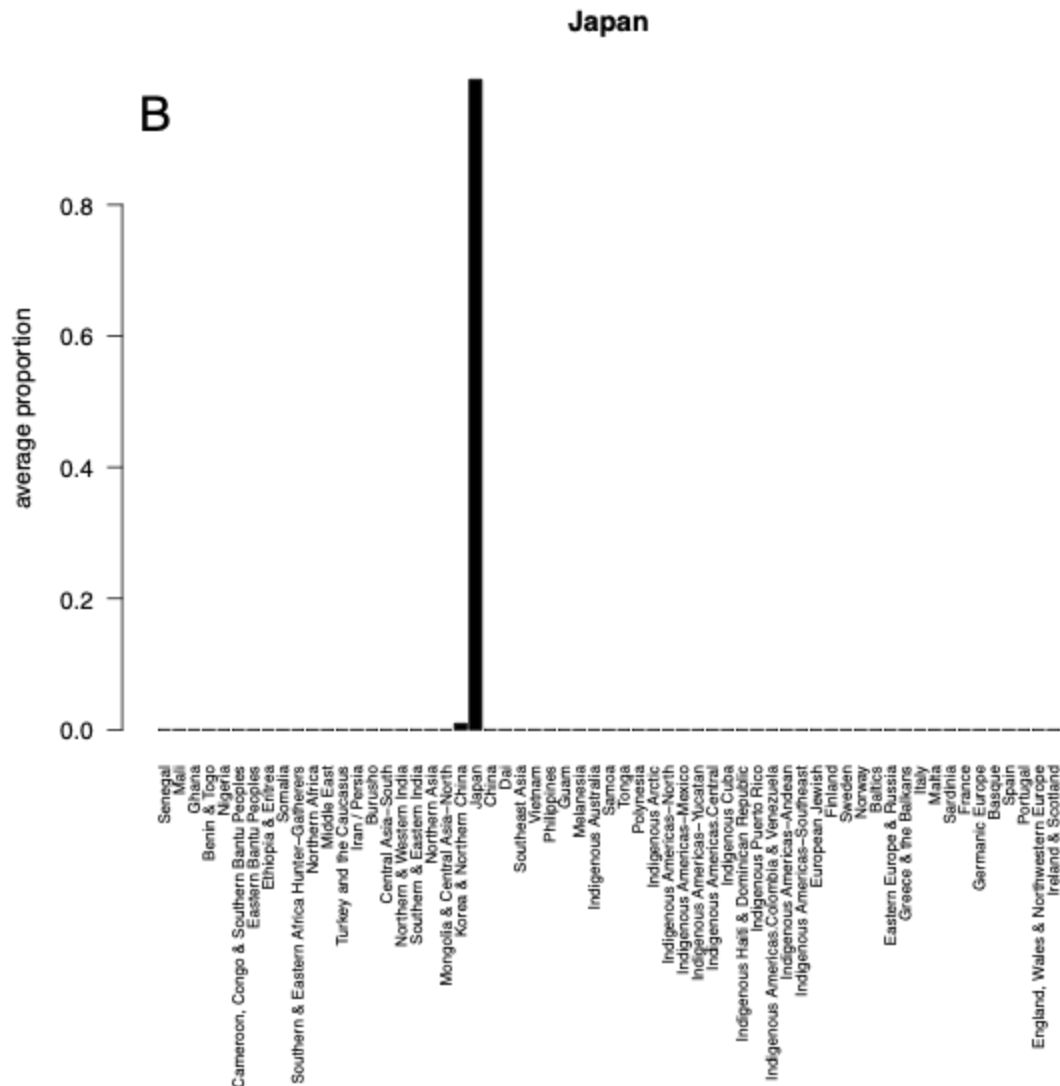 Japan
B
average proportion
0.8
0.6
0.4
0.2
0.0
Senegal
Mali
Ghana
Benin & Togo
Nigeria
Cameroon, Congo & Southern Bantu Peoples
Eastern Bantu Peoples
Ethiopia & Eritrea
Somalia
Southern & Eastern Africa Hunter-Gatherers
Northern Africa
Middle East
Turkey and the Caucasus
Iran / Persia
Burusho
Central Asia-South
Northern & Western India
Southern & Eastern India
Northern Asia
Mongolia & Central Asia-North
Korea & Northern China
Japan
China
Dai
Southeast Asia
Vietnam
Philippines
Guam
Melanesia
Indigenous Australia
Samoa
Tonga
Polynesia
Indigenous Arctic
Indigenous Americas-North
Indigenous Americas-Mexico
Indigenous Americas-Yucatan
Indigenous Americas.Central
Indigenous Cuba
Indigenous Haiti & Dominican Republic
Indigenous Puerto Rico
Indigenous Americas.Colombia & Venezuela
Indigenous Americas-Andean
Indigenous Americas-Southeast
European Jewish
Finland
Sweden
Norway
Baltics
Eastern Europe & Russia
Greece & the Balkans
Italy
Malta
Sardinia
France
Germanic Europe
Basque
Spain
Portugal
England, Wales & Northwestern Europe
Ireland & Scotland